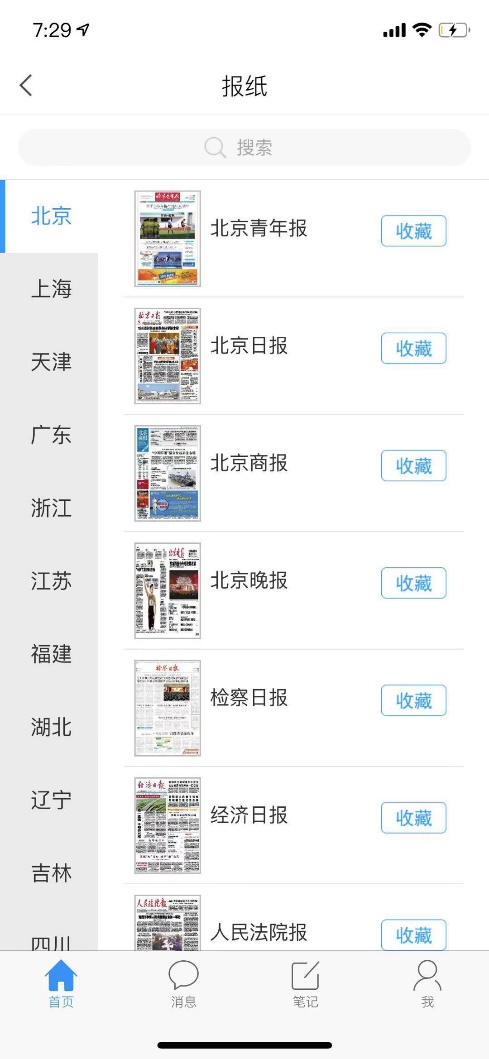 7:29
报纸
搜索
北京
上海
天津
广东
浙江
江苏
福建
湖北
辽宁
吉林
四川
北京青年报
收藏
北京日报
收藏
北京商报
收藏
北京晚报
收藏
检察日报
收藏
经济日报
收藏
人民法院报
收藏
首页
消息
笔记
我